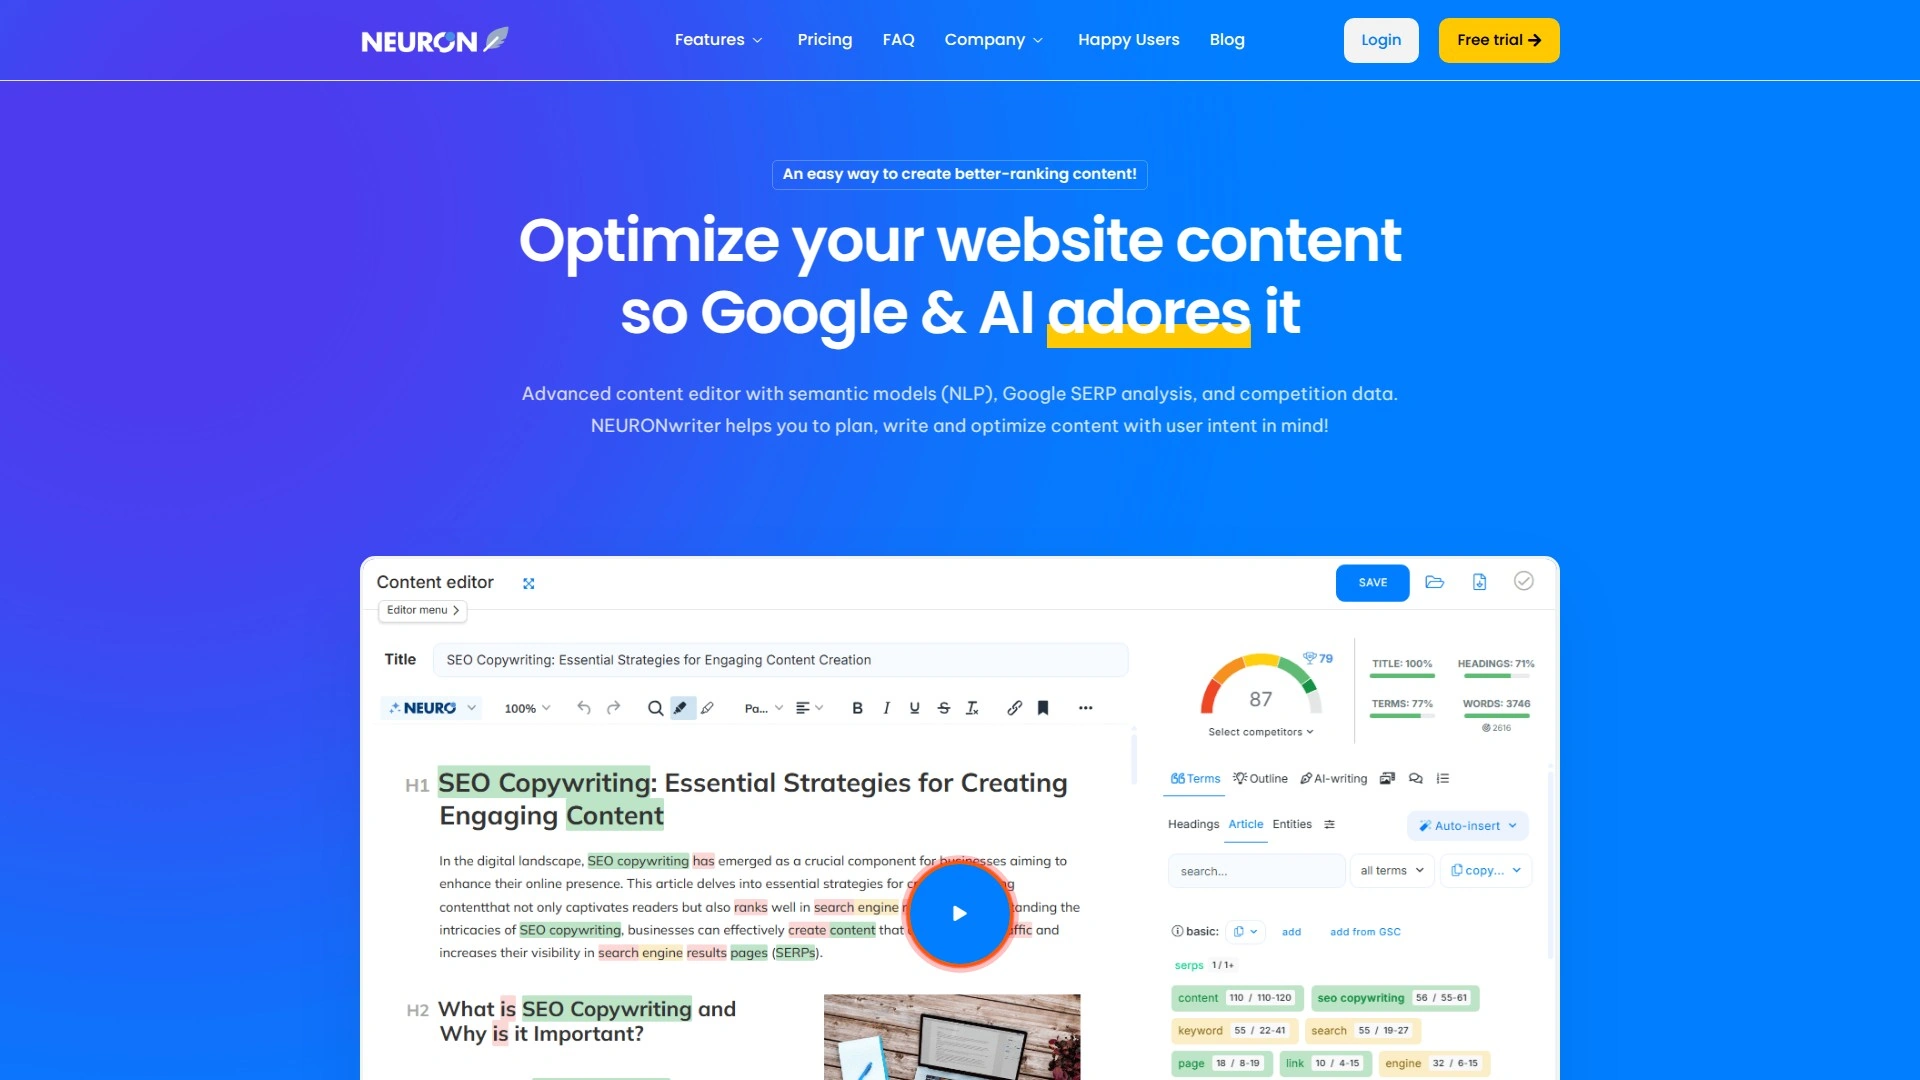 NEURON
Features
Pricing
FAQ
Company
Happy Users
Blog
Login
Free trial
An easy way to create better-ranking content!
Optimize your website content
so Google & AI adores it
Advanced content editor with semantic models (NLP), Google SERP analysis, and competition data.
NEURONwriter helps you to plan, write and optimize content with user intent in mind!
Content editor
SAVE
Editor menu
Title
SEO Copywriting: Essential Strategies for Engaging Content Creation
NEURO
100%
Pa...
B I U S
H1 SEO Copywriting: Essential Strategies for Creating
Engaging Content
In the digital landscape, SEO copywriting has emerged as a crucial component for businesses aiming to
enhance their online presence. This article delves into essential strategies for
contentthat not only captivates readers but also ranks well in search engine
the
intricacies of SEO copywriting, businesses can effectively create content that
and
increases their visibility in search engine results pages (SERPs).
H2 What is SEO Copywriting and
Why is it Important?
79
87
Select competitors
TITLE: 100%
HEADINGS: 71%
TERMS: 77%
WORDS: 3746
2616
Terms
Outline
AI-writing
Headings
Article
Entities
Auto-insert
search...
all terms
copy...
basic:
add
add from GSC
serps 1 / 1+
content 110 / 110-120
seo copywriting 56 / 55-61
keyword 55 / 22-41
search 55 / 19-27
page 18 / 8-19
link 10 / 4-15
engine 32 / 6-15